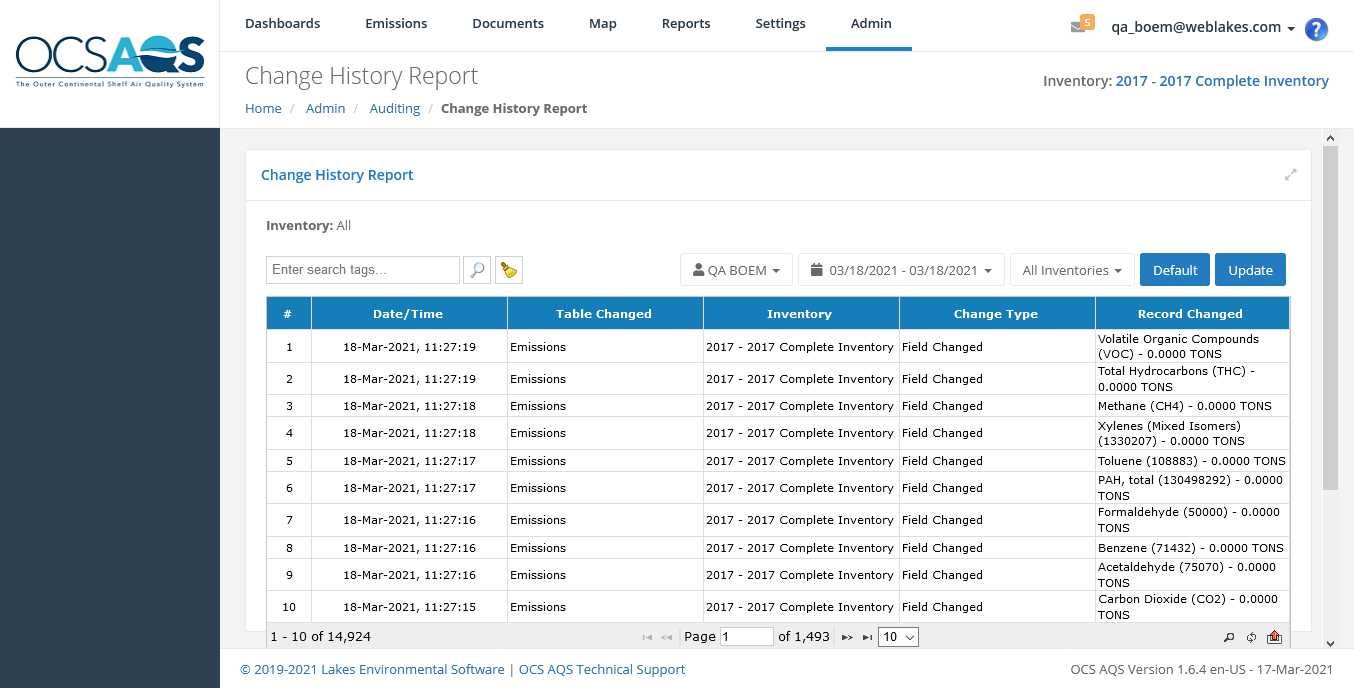 Dashboards Emissions Documents Map Reports Settings Admin 5 qa_boem@weblakes.com ?
OCSAQS
The Outer Continental Shelf Air Quality System
Change History Report
Inventory: 2017 - 2017 Complete Inventory
Home / Admin / Auditing / Change History Report
Change History Report
Inventory: All
Enter search tags... QA BOEM 03/18/2021 - 03/18/2021 All Inventories Default Update
# Date/Time Table Changed Inventory Change Type Record Changed
1 18-Mar-2021, 11:27:19 Emissions 2017 - 2017 Complete Inventory Field Changed Volatile Organic Compounds
(VOC) - 0.0000 TONS
2 18-Mar-2021, 11:27:19 Emissions 2017 - 2017 Complete Inventory Field Changed Total Hydrocarbons (THC) -
0.0000 TONS
3 18-Mar-2021, 11:27:18 Emissions 2017 - 2017 Complete Inventory Field Changed Methane (CH4) - 0.0000 TONS
4 18-Mar-2021, 11:27:18 Emissions 2017 - 2017 Complete Inventory Field Changed Xylenes (Mixed Isomers)
(1330207) - 0.0000 TONS
5 18-Mar-2021, 11:27:17 Emissions 2017 - 2017 Complete Inventory Field Changed Toluene (108883) - 0.0000 TONS
6 18-Mar-2021, 11:27:17 Emissions 2017 - 2017 Complete Inventory Field Changed PAH, total (130498292) - 0.0000
TONS
7 18-Mar-2021, 11:27:16 Emissions 2017 - 2017 Complete Inventory Field Changed Formaldehyde (50000) - 0.0000
TONS
8 18-Mar-2021, 11:27:16 Emissions 2017 - 2017 Complete Inventory Field Changed Benzene (71432) - 0.0000 TONS
9 18-Mar-2021, 11:27:16 Emissions 2017 - 2017 Complete Inventory Field Changed Acetaldehyde (75070) - 0.0000
TONS
10 18-Mar-2021, 11:27:15 Emissions 2017 - 2017 Complete Inventory Field Changed Carbon Dioxide (CO2) - 0.0000
TONS
1 - 10 of 14,924 Page 1 of 1,493 10
© 2019-2021 Lakes Environmental Software | OCS AQS Technical Support OCS AQS Version 1.6.4 en-US - 17-Mar-2021